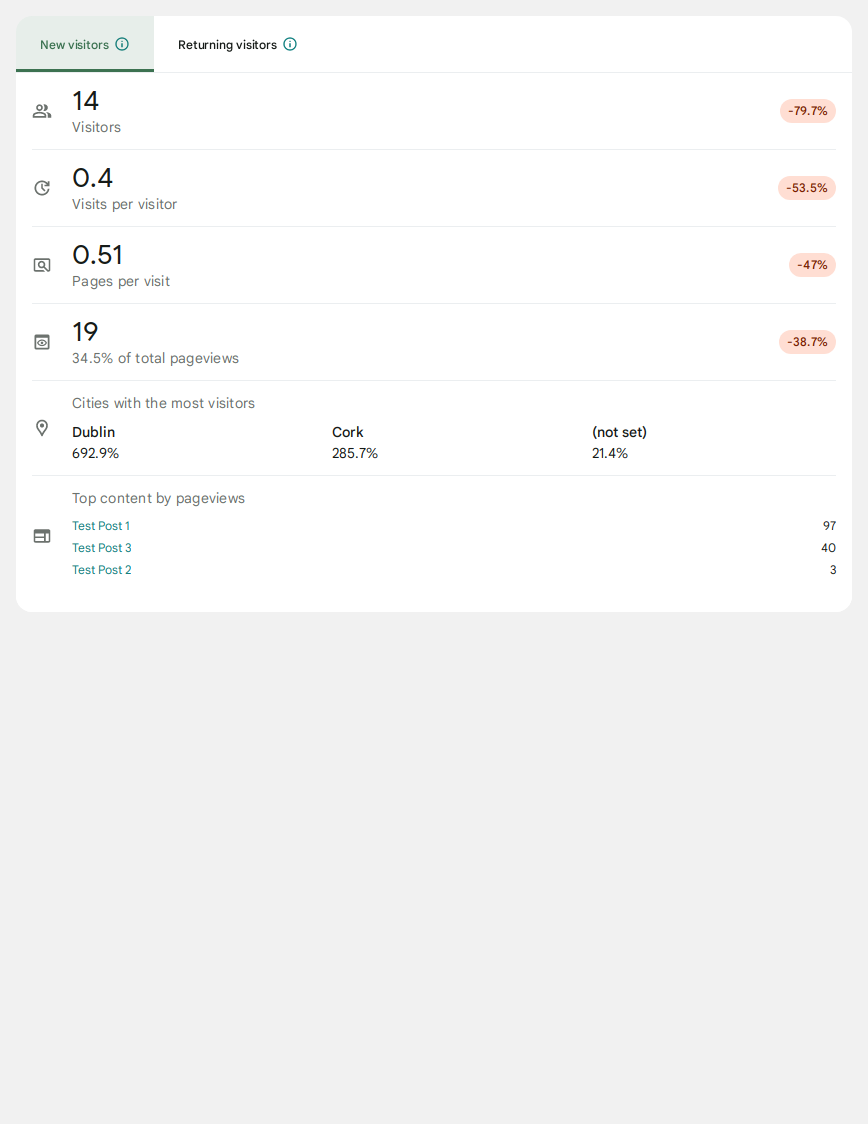 New visitors
Returning visitors
14
Visitors
-79.7%
0.4
Visits per visitor
-53.5%
0.51
Pages per visit
-47%
19
34.5% of total pageviews
-38.7%
Cities with the most visitors
Dublin Cork (not set)
692.9% 285.7% 21.4%
Top content by pageviews
Test Post 1 97
Test Post 3 40
Test Post 2 3